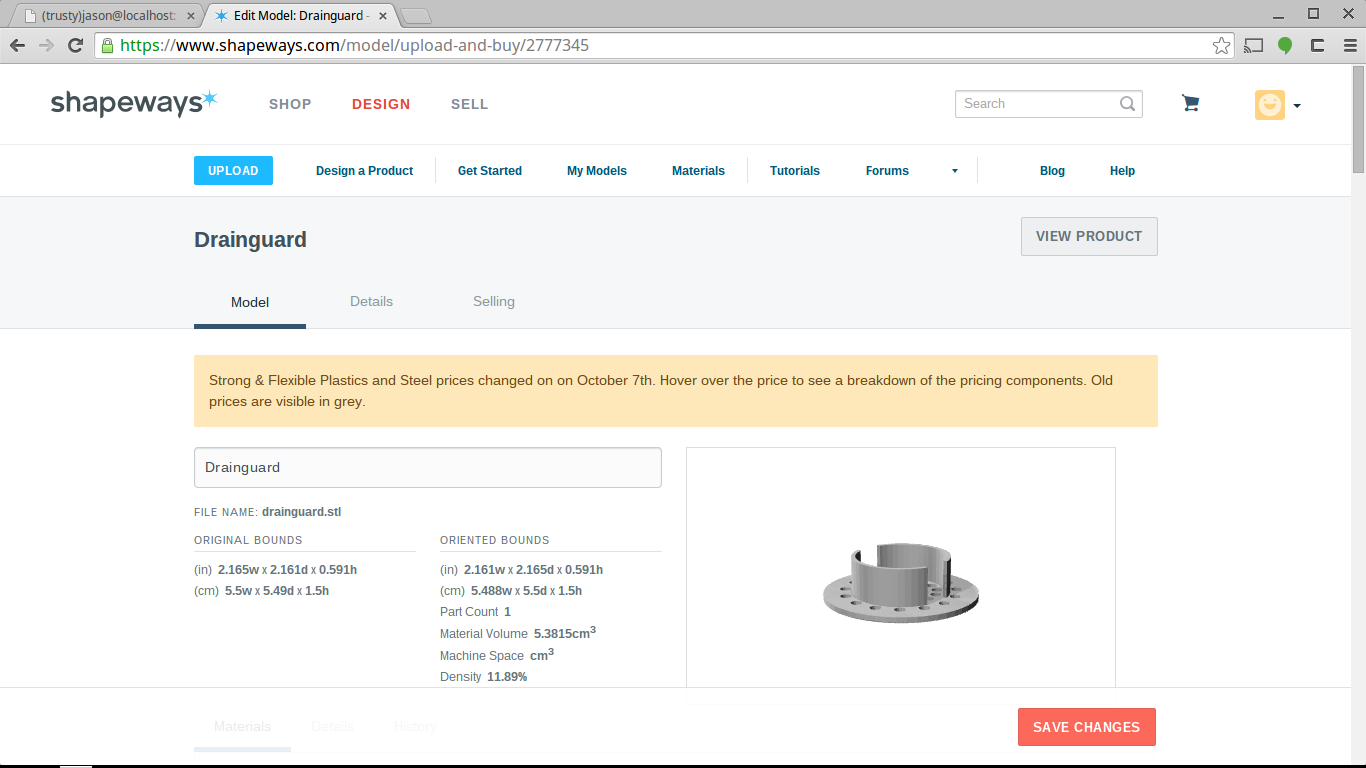 (trusty)jason@localhost:
Edit Model: Drainguard -
https://www.shapeways.com/model/upload-and-buy/2777345
shapeways
SHOP DESIGN SELL
Search
UPLOAD Design a Product Get Started My Models Materials Tutorials Forums Blog Help
Drainguard
VIEW PRODUCT
Model Details Selling
Strong & Flexible Plastics and Steel prices changed on on October 7th. Hover over the price to see a breakdown of the pricing components. Old
prices are visible in grey.
Drainguard
FILE NAME: drainguard.stl
ORIGINAL BOUNDS
(in) 2.165w x 2.161d x 0.591h
(cm) 5.5w x 5.49d x 1.5h
ORIENTED BOUNDS
(in) 2.161w x 2.165d x 0.591h
(cm) 5.488w x 5.5d x 1.5h
Part Count 1
Material Volume 5.3815cm3
Machine Space cm3
Density 11.89%
Materials Details History
SAVE CHANGES